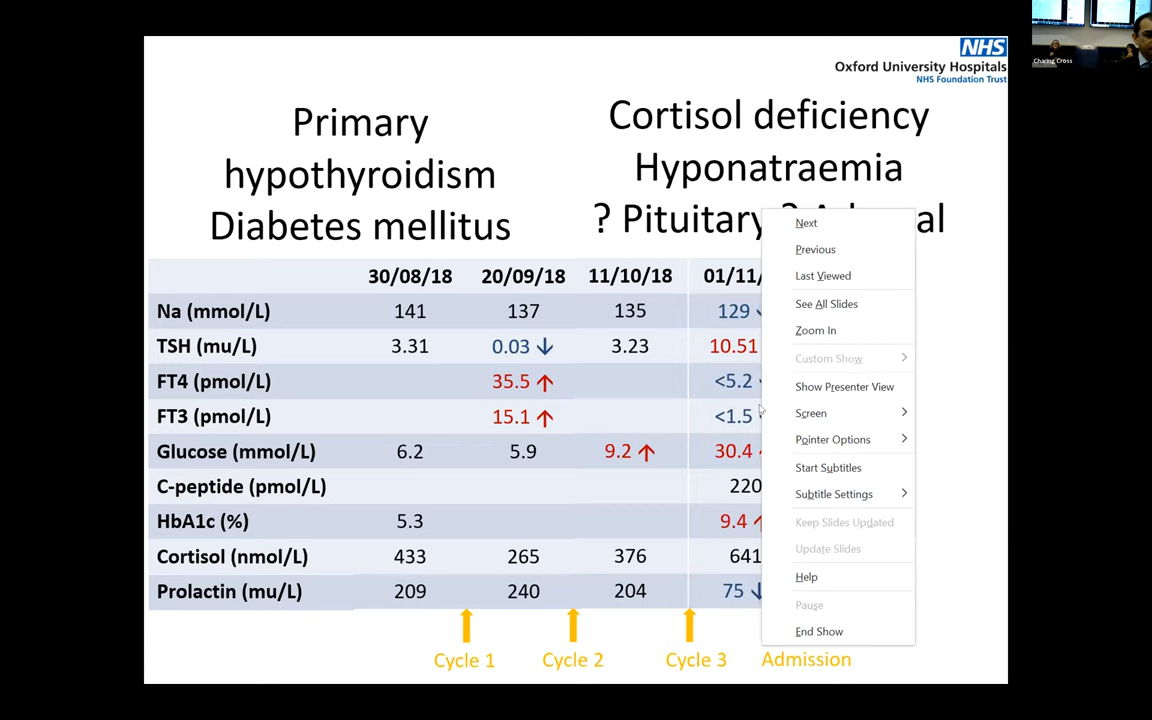 NHS
Oxford University Hospitals
NHS Foundation Trust
Charing Cross
Primary
hypothyroidism
Diabetes mellitus
Cortisol deficiency
Hyponatraemia
? Pituitary ?
30/08/18 20/09/18 11/10/18 01/11/
Na (mmol/L) 141 137 135 129
TSH (mu/L) 3.31 0.03 ↓ 3.23 10.51
FT4 (pmol/L) 35.5 ↑ <5.2
FT3 (pmol/L) 15.1 ↑ <1.5
Glucose (mmol/L) 6.2 5.9 9.2 ↑ 30.4
C-peptide (pmol/L) 220
HbA1c (%) 5.3 9.4 ↑
Cortisol (nmol/L) 433 265 376 641
Prolactin (mu/L) 209 240 204 75 ↓
Cycle 1 Cycle 2 Cycle 3 Admission
Next
Previous
Last Viewed
See All Slides
Zoom In
Custom Show
Show Presenter View
Screen
Pointer Options
Start Subtitles
Subtitle Settings
Keep Slides Updated
Update Slides
Help
Pause
End Show